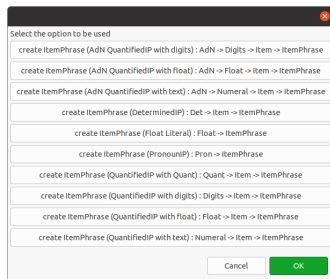 Select the option to be used
create ItemPhrase (AdN QuantifiedIP with digits) : AdN -> Digits -> Item -> ItemPhrase
create ItemPhrase (AdN QuantifiedIP with float) : AdN -> Float -> Item -> ItemPhrase
create ItemPhrase (AdN QuantifiedIP with text) : AdN -> Numeral -> Item -> ItemPhrase
create ItemPhrase (DeterminedIP) : Det -> Item -> ItemPhrase
create ItemPhrase (Float Literal) : Float -> ItemPhrase
create ItemPhrase (PronounIP) : Pron -> ItemPhrase
create ItemPhrase (QuantifiedIP with Quant) : Quant -> Item -> ItemPhrase
create ItemPhrase (QuantifiedIP with digits) : Digits -> Item -> ItemPhrase
create ItemPhrase (QuantifiedIP with float) : Float -> Item -> ItemPhrase
create ItemPhrase (QuantifiedIP with text) : Numeral -> Item -> ItemPhrase
Cancel OK